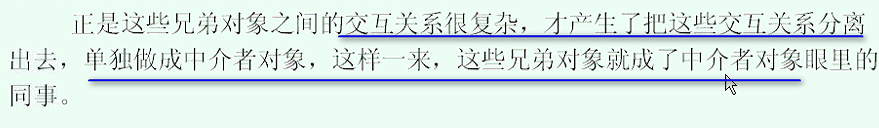 正是这些兄弟对象之间的交互关系很复杂，才产生了把这些交互关系分离
出去，单独做成中介者对象，这样一来，这些兄弟对象就成了中介者对象眼里的
同事。